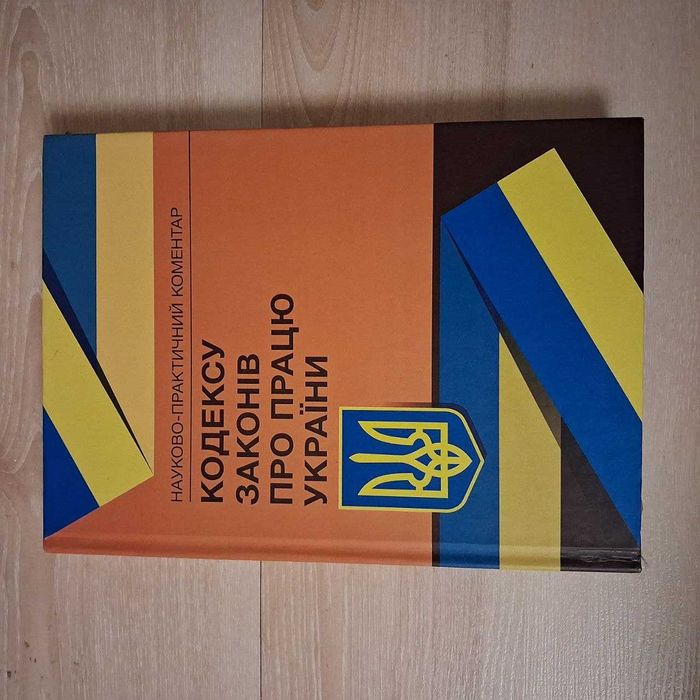 НАУКОВО-ПРАКТИЧНИЙ КОМЕНТАР
КОДЕКСУ
ЗАКОНІВ
ПРО ПРАЦЮ
УКРАЇНИ